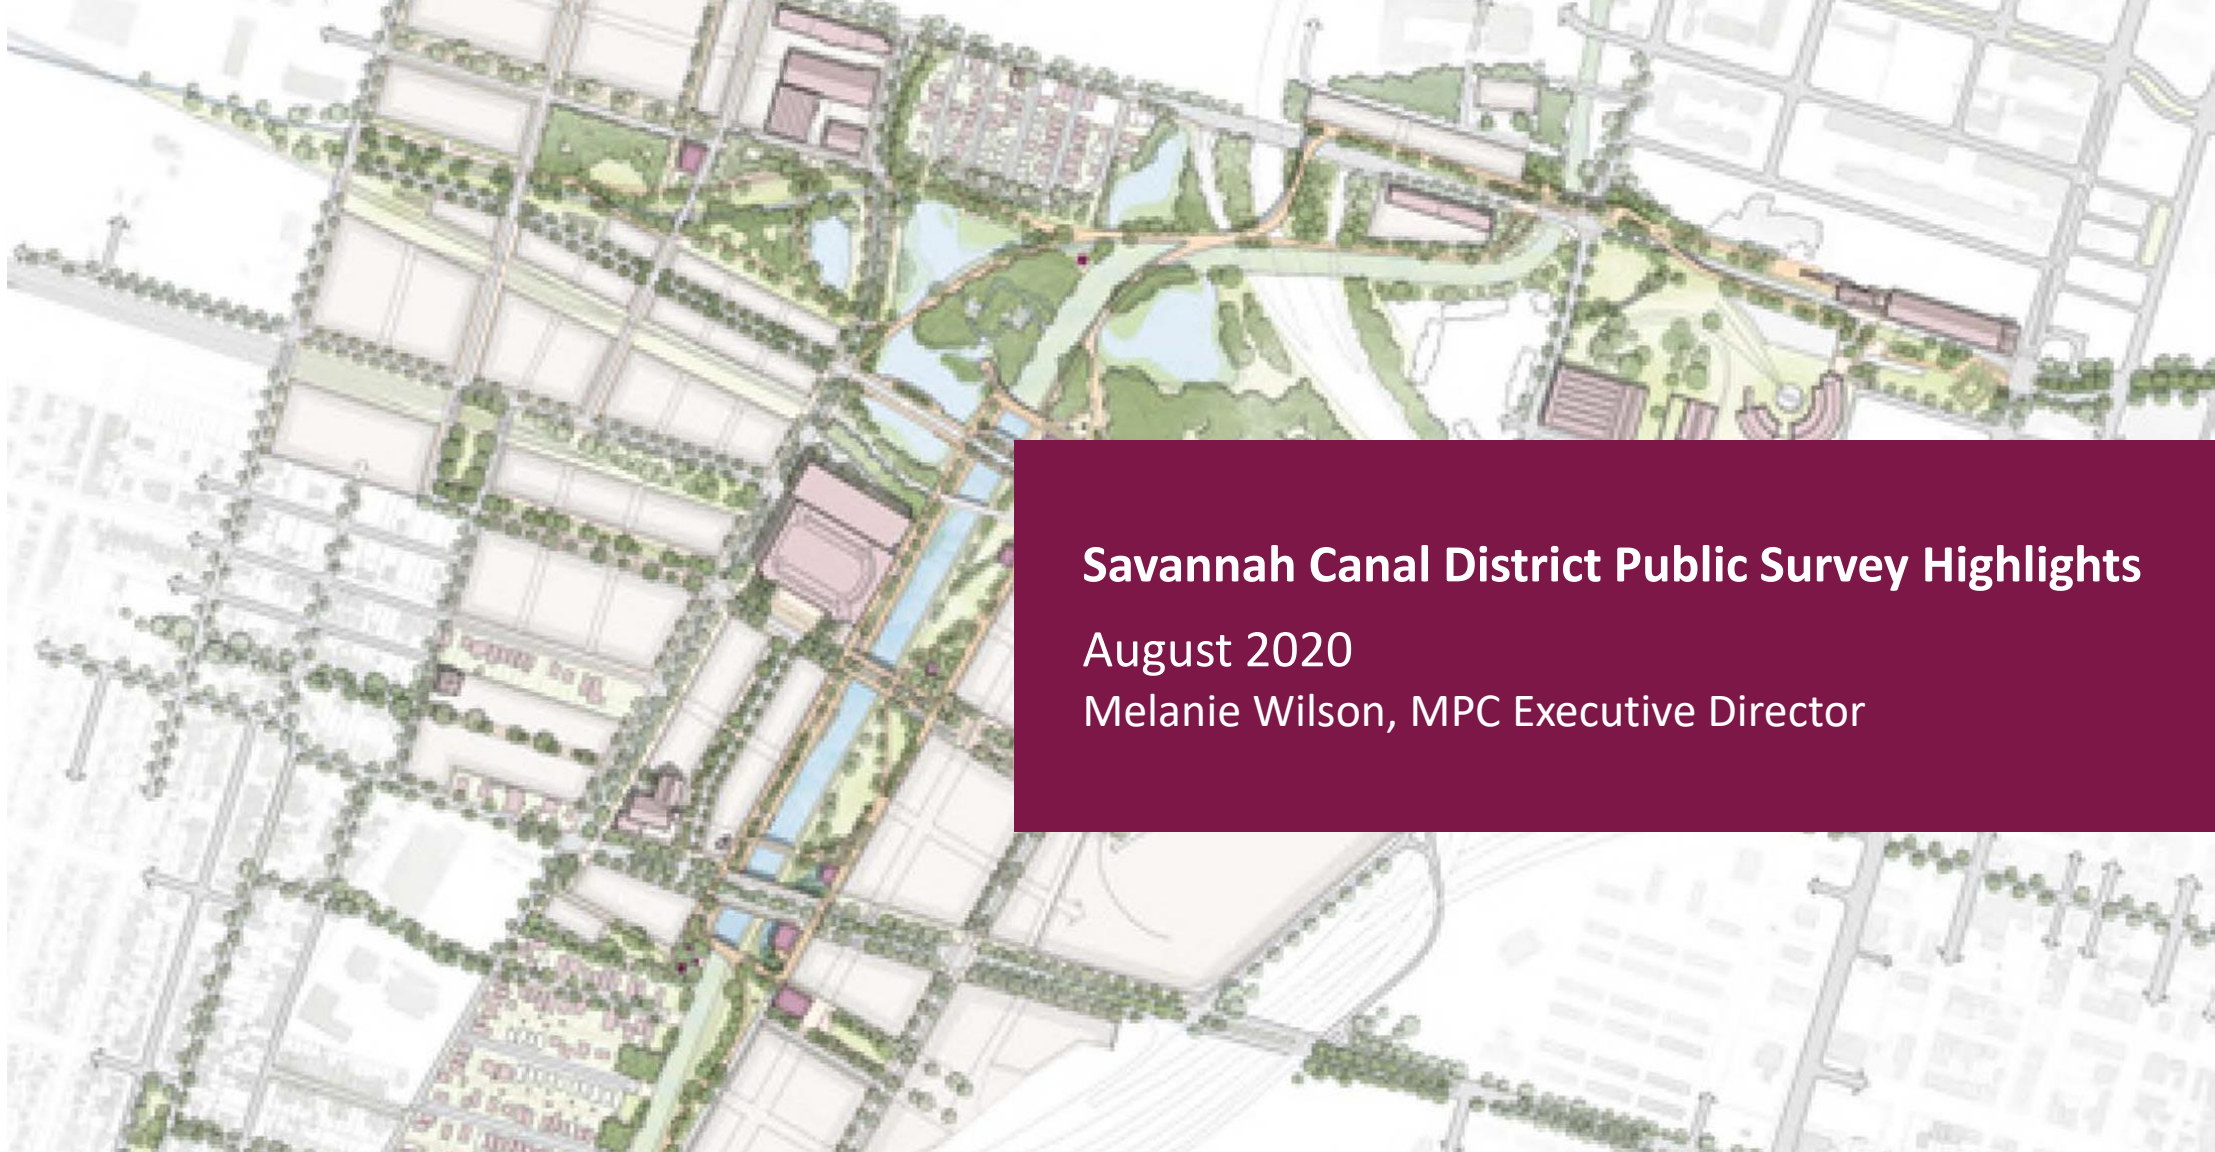 Savannah Canal District Public Survey Highlights
August 2020
Melanie Wilson, MPC Executive Director